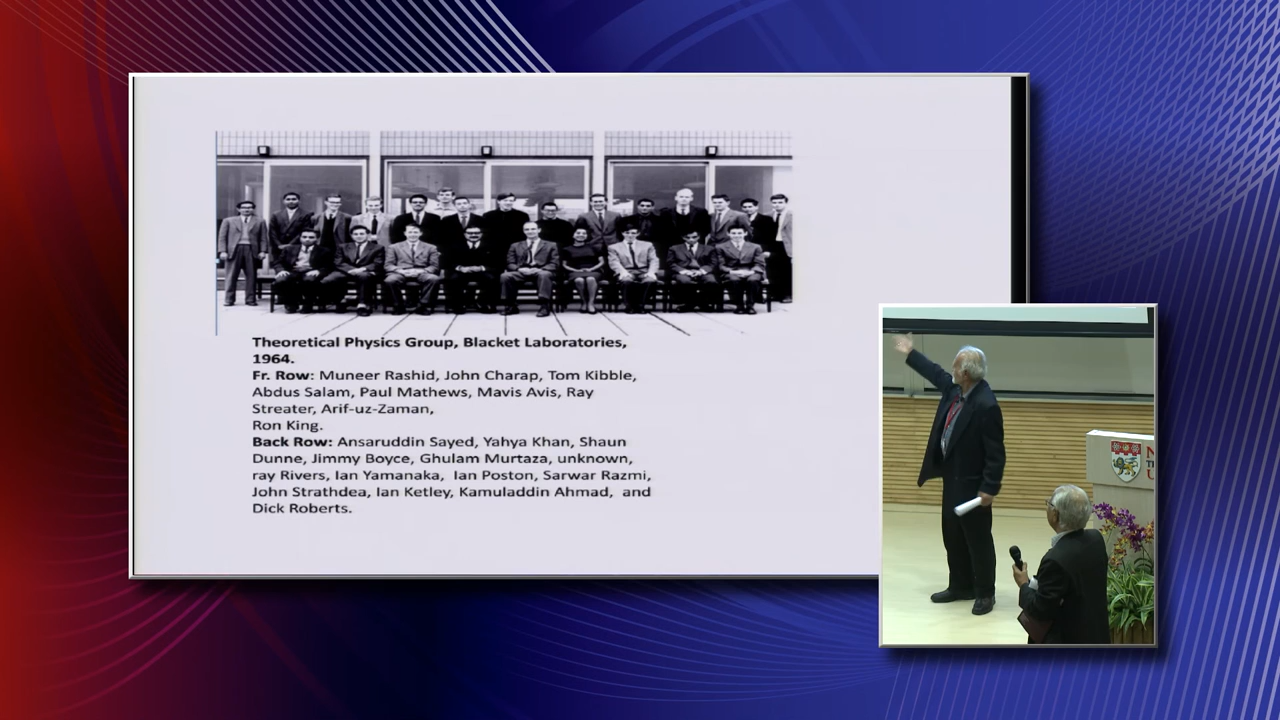 Theoretical Physics Group, Blacket Laboratories,
1964.
Fr. Row: Muneer Rashid, John Charap, Tom Kibble,
Abdus Salam, Paul Mathews, Mavis Avis, Ray
Streater, Arif-uz-Zaman,
Ron King.
Back Row: Ansaruddin Sayed, Yahya Khan, Shaun
Dunne, Jimmy Boyce, Ghulam Murtaza, unknown,
ray Rivers, Ian Yamanaka,  Ian Poston, Sarwar Razmi,
John Strathdea, Ian Ketley, Kamuladdin Ahmad,  and
Dick Roberts.